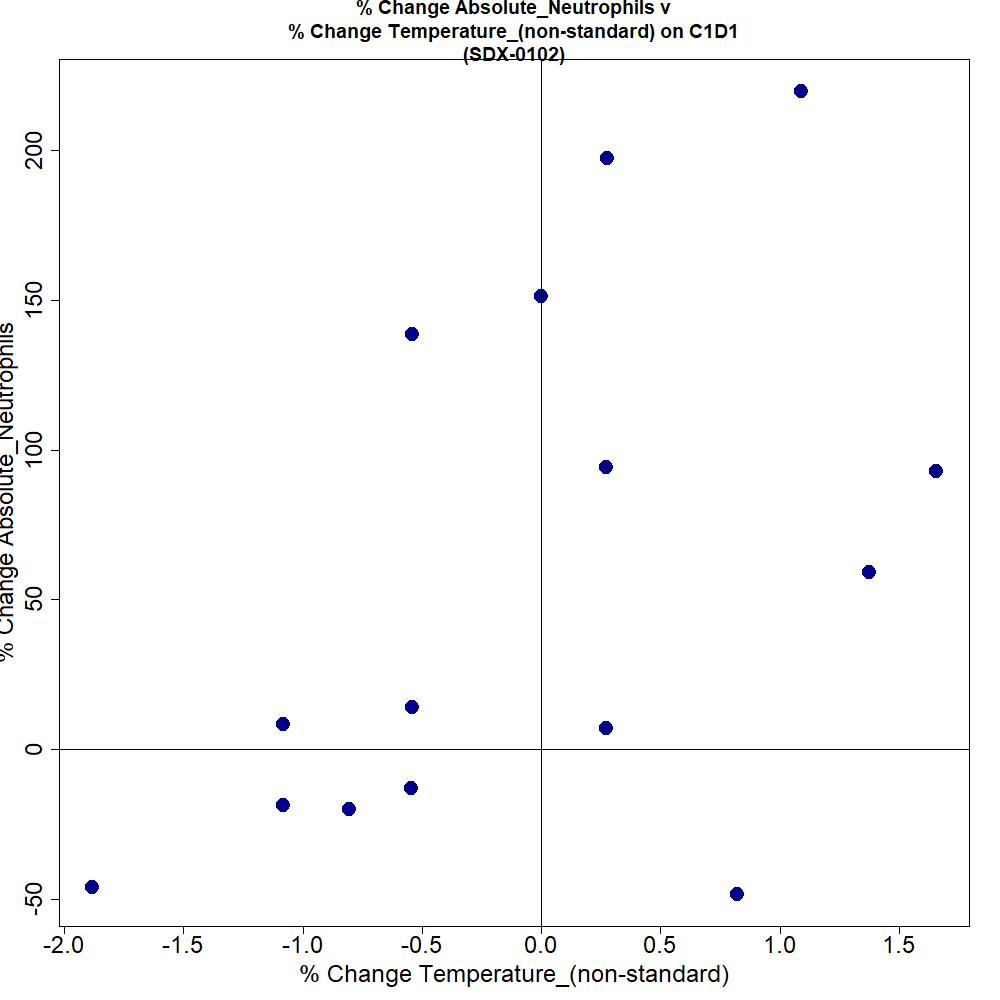 % Change Absolute_Neutrophils v
% Change Temperature_(non-standard) on C1D1
(SDX-0102)
% Change Absolute_Neutrophils
200
150
100
50
0
-50
-2.0 -1.5 -1.0 -0.5 0.0 0.5 1.0 1.5
% Change Temperature_(non-standard)